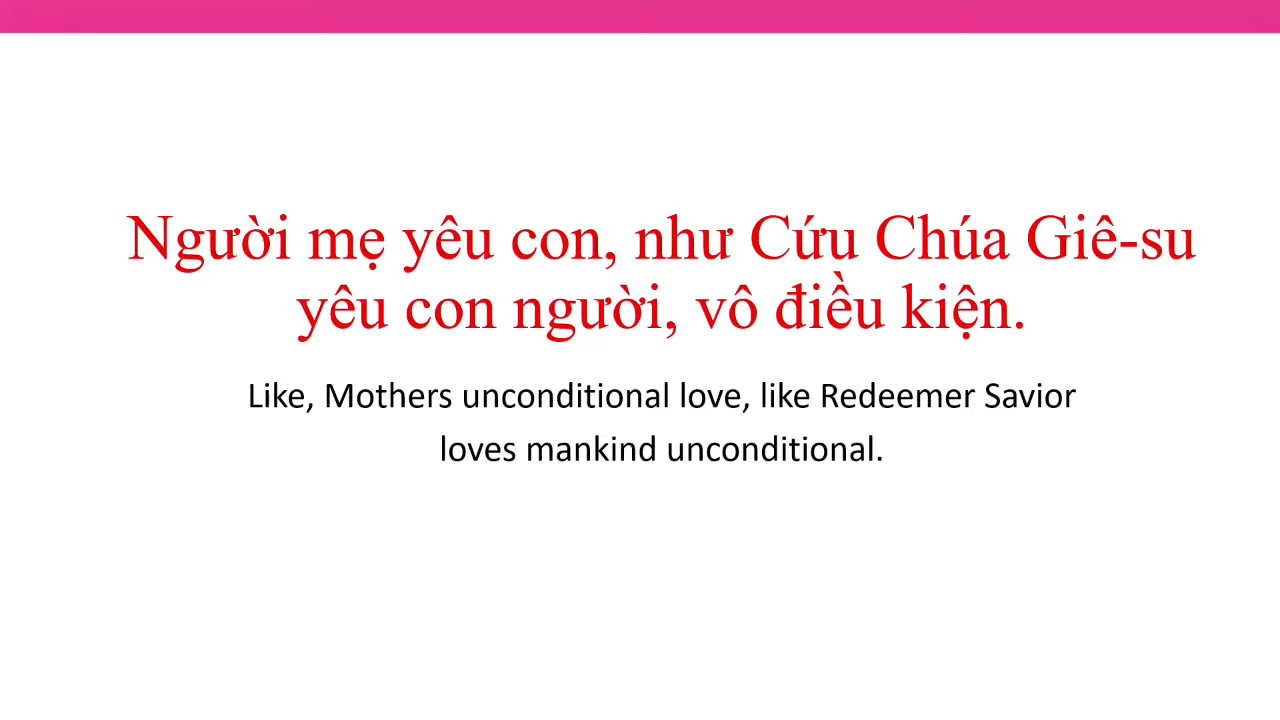 Người mẹ yêu con, như Cứu Chúa Giê-su
yêu con người, vô điều kiện.
Like, Mothers unconditional love, like Redeemer Savior
loves mankind unconditional.